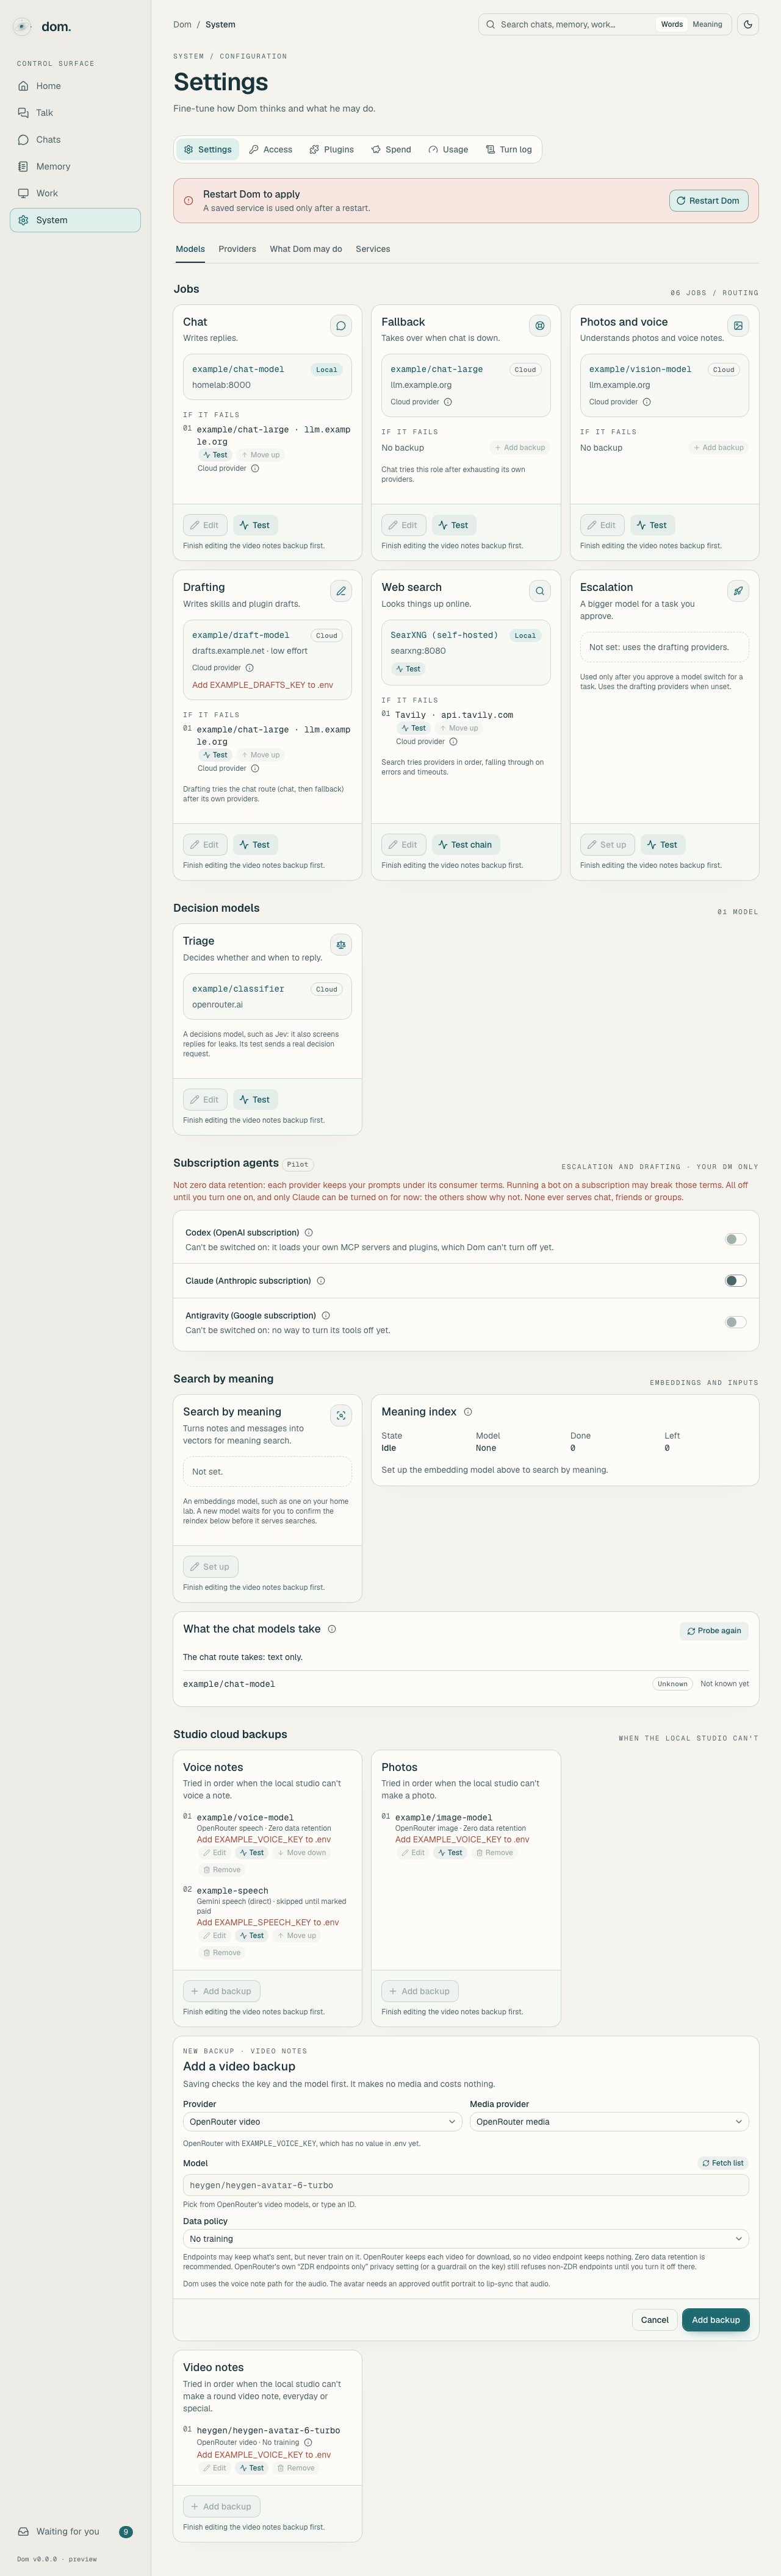 dom.
CONTROL SURFACE
Home
Talk
Chats
Memory
Work
System
Waiting for you 9
Dom v0.0.0 · preview
Dom / System
Search chats, memory, work... Words Meaning
SYSTEM / CONFIGURATION
Settings
Fine-tune how Dom thinks and what he may do.
Settings Access Plugins Spend Usage Turn log
Restart Dom to apply
A saved service is used only after a restart.
Restart Dom
Models Providers What Dom may do Services
Jobs
06 JOBS / ROUTING
Chat
Writes replies.
example/chat-model Local
homelab:8000
IF IT FAILS
01 example/chat-large · llm.examp
le.org
Test Move up
Cloud provider
Edit Test
Finish editing the video notes backup first.
Fallback
Takes over when chat is down.
example/chat-large Cloud
llm.example.org
Cloud provider
IF IT FAILS
No backup + Add backup
Chat tries this role after exhausting its own
providers.
Edit Test
Finish editing the video notes backup first.
Photos and voice
Understands photos and voice notes.
example/vision-model Cloud
llm.example.org
Cloud provider
IF IT FAILS
No backup + Add backup
Edit Test
Finish editing the video notes backup first.
Drafting
Writes skills and plugin drafts.
example/draft-model Cloud
drafts.example.net · low effort
Cloud provider
Add EXAMPLE_DRAFTS_KEY to .env
IF IT FAILS
01 example/chat-large · llm.examp
le.org
Test Move up
Cloud provider
Drafting tries the chat route (chat, then fallback)
after its own providers.
Edit Test
Finish editing the video notes backup first.
Web search
Looks things up online.
SearXNG (self-hosted) Local
searxng:8080
Test
IF IT FAILS
01 Tavily · api.tavily.com
Test Move up
Cloud provider
Search tries providers in order, falling through on
errors and timeouts.
Edit Test chain
Finish editing the video notes backup first.
Escalation
A bigger model for a task you
approve.
Not set: uses the drafting providers.
Used only after you approve a model switch for a
task. Uses the drafting providers when unset.
Set up Test
Finish editing the video notes backup first.
Decision models
01 MODEL
Triage
Decides whether and when to reply.
example/classifier Cloud
openrouter.ai
A decisions model, such as Jev: it also screens
replies for leaks. Its test sends a real decision
request.
Edit Test
Finish editing the video notes backup first.
Subscription agents Pilot
ESCALATION AND DRAFTING · YOUR DM ONLY
Not zero data retention: each provider keeps your prompts under its consumer terms. Running a bot on a subscription may break those terms. All off
until you turn one on, and only Claude can be turned on for now: the others show why not. None ever serves chat, friends or groups.
Codex (OpenAI subscription)
Can't be switched on: it loads your own MCP servers and plugins, which Dom can't turn off yet.
Claude (Anthropic subscription)
Antigravity (Google subscription)
Can't be switched on: no way to turn its tools off yet.
Search by meaning
EMBEDDINGS AND INPUTS
Search by meaning
Turns notes and messages into
vectors for meaning search.
Not set.
An embeddings model, such as one on your home
lab. A new model waits for you to confirm the
reindex below before it serves searches.
Set up
Finish editing the video notes backup first.
Meaning index
State Model Done Left
Idle None 0 0
Set up the embedding model above to search by meaning.
What the chat models take
Probe again
The chat route takes: text only.
example/chat-model Unknown Not known yet
Studio cloud backups
WHEN THE LOCAL STUDIO CAN'T
Voice notes
Tried in order when the local studio can't
voice a note.
01 example/voice-model
OpenRouter speech · Zero data retention
Add EXAMPLE_VOICE_KEY to .env
Edit Test Move down
Remove
02 example-speech
Gemini speech (direct) · skipped until marked
paid
Add EXAMPLE_SPEECH_KEY to .env
Edit Test Move up
Remove
+ Add backup
Finish editing the video notes backup first.
Photos
Tried in order when the local studio can't
make a photo.
01 example/image-model
OpenRouter image · Zero data retention
Add EXAMPLE_VOICE_KEY to .env
Edit Test Remove
+ Add backup
Finish editing the video notes backup first.
NEW BACKUP · VIDEO NOTES
Add a video backup
Saving checks the key and the model first. It makes no media and costs nothing.
Provider Media provider
OpenRouter video OpenRouter media
OpenRouter with EXAMPLE_VOICE_KEY, which has no value in .env yet.
Model Fetch list
heygen/heygen-avatar-6-turbo
Pick from OpenRouter's video models, or type an ID.
Data policy
No training
Endpoints may keep what's sent, but never train on it. OpenRouter keeps each video for download, so no video endpoint keeps nothing. Zero data retention is
recommended. OpenRouter's own "ZDR endpoints only" privacy setting (or a guardrail on the key) still refuses non-ZDR endpoints until you turn it off there.
Dom uses the voice note path for the audio. The avatar needs an approved outfit portrait to lip-sync that audio.
Cancel Add backup
Video notes
Tried in order when the local studio can't
make a round video note, everyday or
special.
01 heygen/heygen-avatar-6-turbo
OpenRouter video · No training
Add EXAMPLE_VOICE_KEY to .env
Edit Test Remove
+ Add backup
Finish editing the video notes backup first.